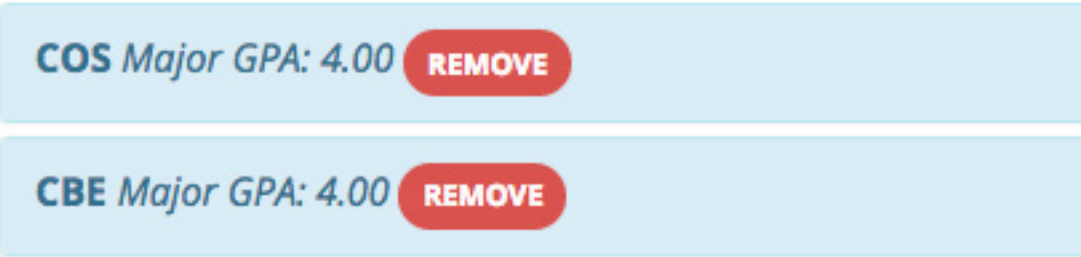 COS Major GPA: 4.00 REMOVE
CBE Major GPA: 4.00 REMOVE